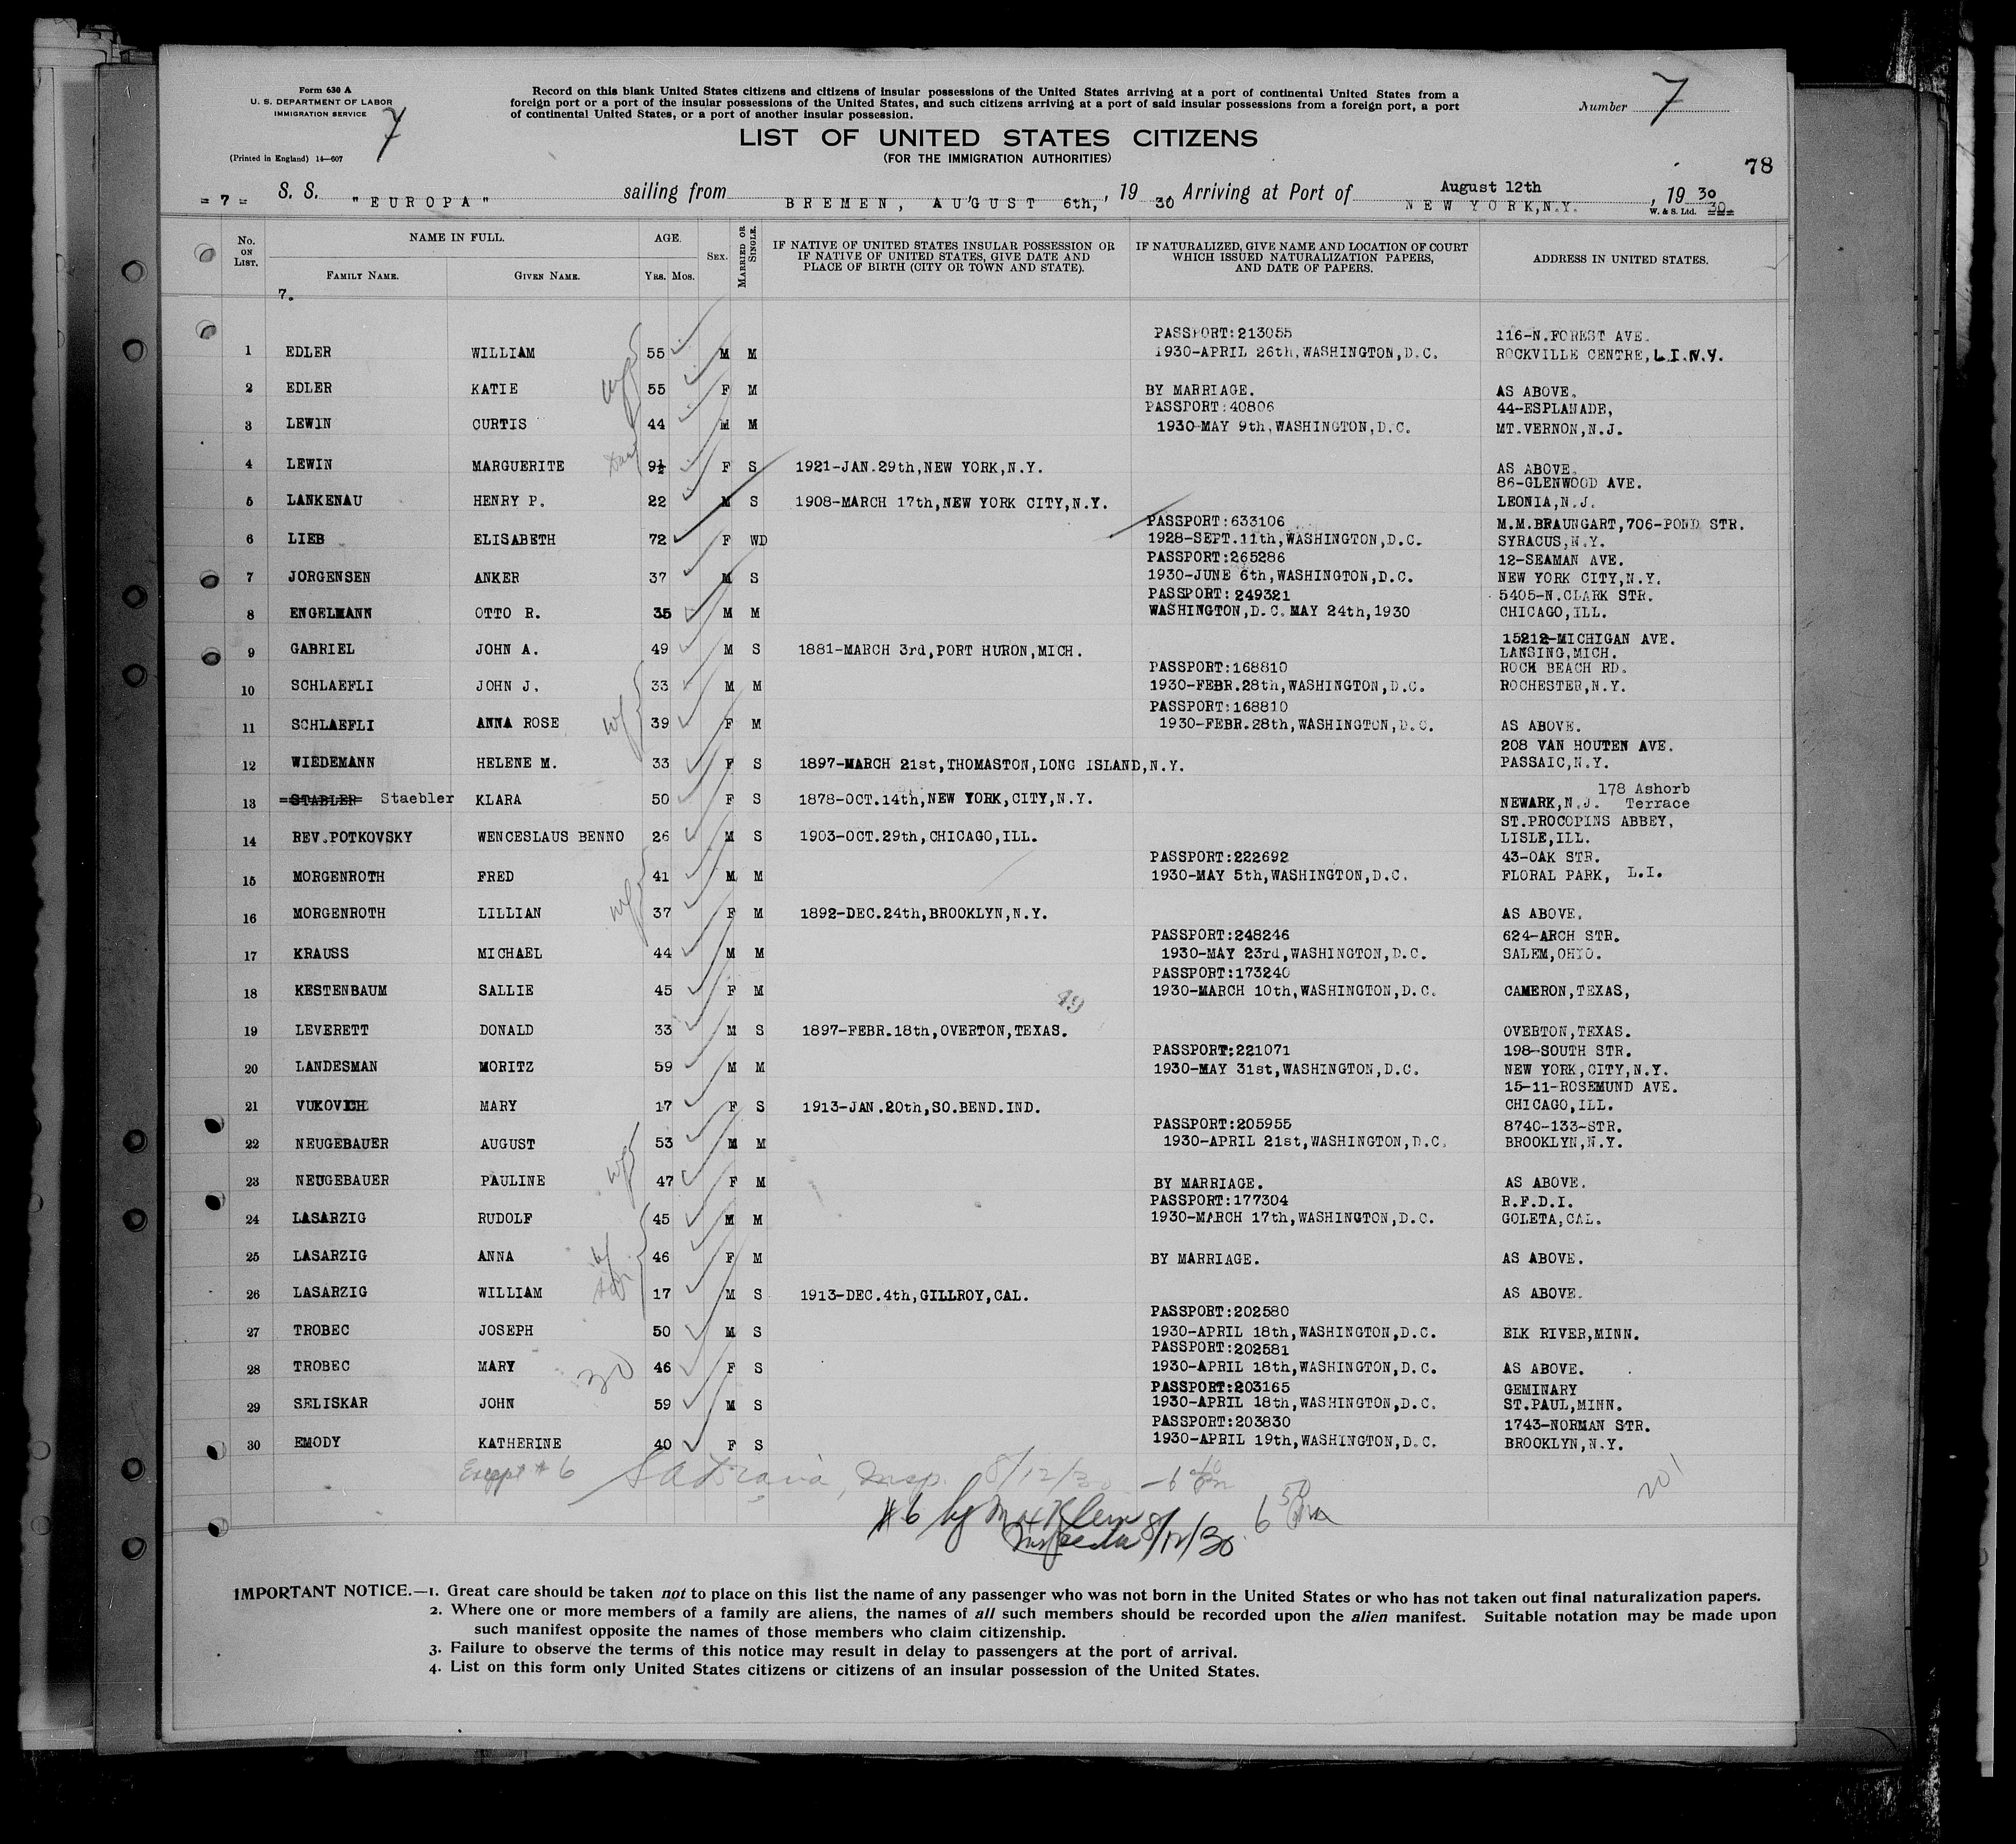 Form 630 A
U. S. DEPARTMENT OF LABOR
IMMIGRATION SERVICE
7
(Printed in England) 14—607
Record on this blank United States citizens and citizens of insular possessions of the United States arriving at a port of continental United States from a
foreign port or a port of the insular possessions of the United States, and such citizens arriving at a port of said insular possessions from a foreign port, a port
of continental United States, or a port of another insular possession.
Number 7
LIST OF UNITED STATES CITIZENS
(FOR THE IMMIGRATION AUTHORITIES)
78
= 7 = S. S. "EUROPA" sailing from BREMEN, AUGUST 6th, , 19 30 Arriving at Port of August 12th NEW YORK,N.Y. , 19 30
W. & S. Ltd. 30
No. ON LIST. NAME IN FULL. FAMILY NAME. GIVEN NAME. AGE. YRS. MOS. SEX. MARRIED OR SINGLE. IF NATIVE OF UNITED STATES INSULAR POSSESSION OR IF NATIVE OF UNITED STATES, GIVE DATE AND PLACE OF BIRTH (CITY OR TOWN AND STATE). IF NATURALIZED, GIVE NAME AND LOCATION OF COURT WHICH ISSUED NATURALIZATION PAPERS, AND DATE OF PAPERS. ADDRESS IN UNITED STATES.
7.
PASSPORT:213055 116-N.FOREST AVE.
1 EDLER WILLIAM 55 M M 1930-APRIL 26th,WASHINGTON,D.C. ROCKVILLE CENTRE,L.I.N.Y.
2 EDLER KATIE 55 F M BY MARRIAGE. AS ABOVE.
PASSPORT:40806 44-ESPLANADE,
3 LEWIN CURTIS 44 M M 1930-MAY 9th,WASHINGTON,D.C. MT.VERNON,N.J.
4 LEWIN MARGUERITE 9½ F S 1921-JAN.29th,NEW YORK,N.Y. AS ABOVE.
86-GLENWOOD AVE.
5 LANKENAU HENRY P. 22 M S 1908-MARCH 17th,NEW YORK CITY,N.Y. LEONIA,N.J.
PASSPORT:633106 M.M.BRAUNGART,706-POND STR.
6 LIEB ELISABETH 72 F WD 1928-SEPT.11th,WASHINGTON,D.C. SYRACUS,N.Y.
PASSPORT:265286 12-SEAMAN AVE.
7 JORGENSEN ANKER 37 M S 1930-JUNE 6th,WASHINGTON,D.C. NEW YORK CITY,N.Y.
PASSPORT:249321 5405-N.CLARK STR.
8 ENGELMANN OTTO R. 35 M M WASHINGTON,D.C.MAY 24th,1930 CHICAGO,ILL.
15212-MICHIGAN AVE.
9 GABRIEL JOHN A. 49 M S 1881-MARCH 3rd,PORT HURON,MICH. LANSING,MICH.
PASSPORT:168810 ROCK BEACH RD.
10 SCHLAEFLI JOHN J. 33 M M 1930-FEBR.28th,WASHINGTON,D.C. ROCHESTER,N.Y.
PASSPORT:168810
11 SCHLAEFLI ANNA ROSE 39 F M 1930-FEBR.28th,WASHINGTON,D.C. AS ABOVE.
208 VAN HOUTEN AVE.
12 WIEDEMANN HELENE M. 33 F S 1897-MARCH 21st,THOMASTON,LONG ISLAND,N.Y. PASSAIC,N.Y.
178 Ashorb
13 STABLER Staebler KLARA 50 F S 1878-OCT.14th,NEW YORK,CITY,N.Y. NEWARK,N.J. Terrace
ST.PROCOPINS ABBEY,
14 REV.POTKOVSKY WENCESLAUS BENNO 26 M S 1903-OCT.29th,CHICAGO,ILL. LISLE,ILL.
PASSPORT:222692 43-OAK STR.
15 MORGENROTH FRED 41 M M 1930-MAY 5th,WASHINGTON,D.C. FLORAL PARK, L.I.
16 MORGENROTH LILLIAN 37 F M 1892-DEC.24th,BROOKLYN,N.Y. AS ABOVE.
PASSPORT:248246 624-ARCH STR.
17 KRAUSS MICHAEL 44 M M 1930-MAY 23rd,WASHINGTON,D.C. SALEM,OHIO.
PASSPORT:173240
18 KESTENBAUM SALLIE 45 F M 1930-MARCH 10th,WASHINGTON,D.C. CAMERON,TEXAS,
49
19 LEVERETT DONALD 33 M S 1897-FEBR.18th,OVERTON,TEXAS. OVERTON,TEXAS.
PASSPORT:221071 198-SOUTH STR.
20 LANDESMAN MORITZ 59 M M 1930-MAY 31st,WASHINGTON,D.C. NEW YORK,CITY,N.Y.
15-11-ROSEMUND AVE.
21 VUKOVICH MARY 17 F S 1913-JAN.20th,SO.BEND.IND. CHICAGO,ILL.
PASSPORT:205955 8740-133-STR.
22 NEUGEBAUER AUGUST 53 M M 1930-APRIL 21st,WASHINGTON,D.C. BROOKLYN,N.Y.
23 NEUGEBAUER PAULINE 47 F M BY MARRIAGE. AS ABOVE.
PASSPORT:177304 R.F.D.I.
24 LASARZIG RUDOLF 45 M M 1930-MARCH 17th,WASHINGTON,D.C. GOLETA,CAL.
25 LASARZIG ANNA 46 F M BY MARRIAGE. AS ABOVE.
26 LASARZIG WILLIAM 17 M S 1913-DEC.4th,GILLROY,CAL. AS ABOVE.
PASSPORT:202580
27 TROBEC JOSEPH 50 M S 1930-APRIL 18th,WASHINGTON,D.C. ELK RIVER,MINN.
PASSPORT:202581
28 TROBEC MARY 46 F S 1930-APRIL 18th,WASHINGTON,D.C. AS ABOVE.
30
PASSPORT:203165 GEMINARY
29 SELISKAR JOHN 59 M S 1930-APRIL 18th,WASHINGTON,D.C. ST.PAUL,MINN.
PASSPORT:203830 1743-NORMAN STR.
30 EMODY KATHERINE 40 F S 1930-APRIL 19th,WASHINGTON,D.C. BROOKLYN,N.Y.
Except # 6 Insp. 8/12/30
#6 by 6 50
8/12/30
IMPORTANT NOTICE.—1. Great care should be taken not to place on this list the name of any passenger who was not born in the United States or who has not taken out final naturalization papers.
2. Where one or more members of a family are aliens, the names of all such members should be recorded upon the alien manifest. Suitable notation may be made upon
such manifest opposite the names of those members who claim citizenship.
3. Failure to observe the terms of this notice may result in delay to passengers at the port of arrival.
4. List on this form only United States citizens or citizens of an insular possession of the United States.